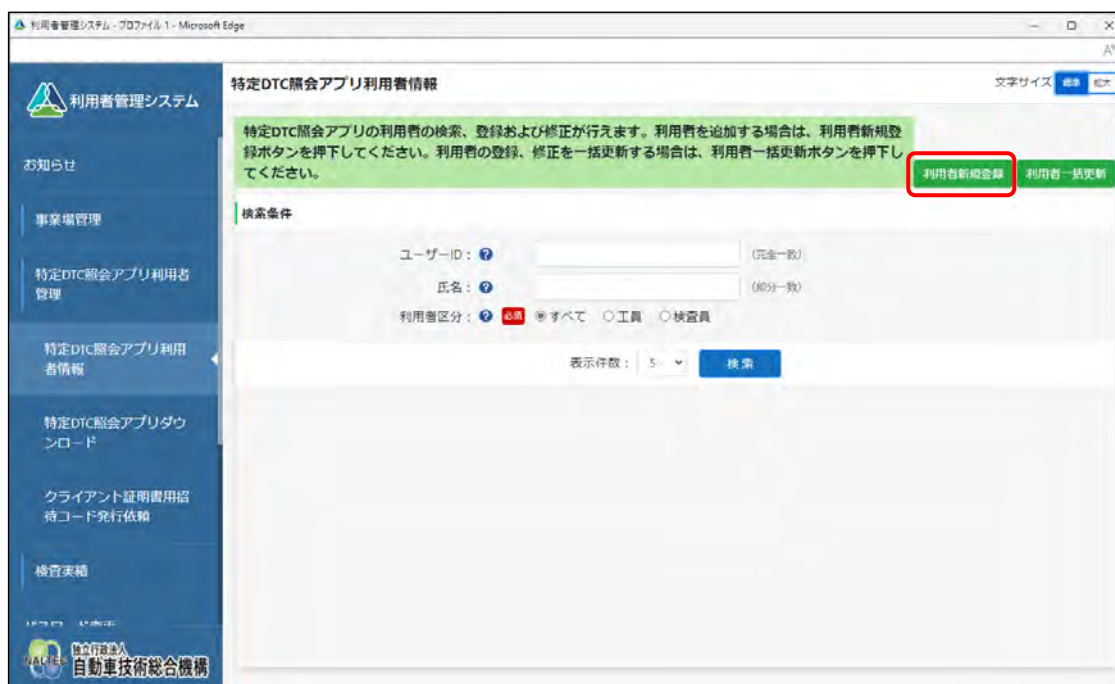 利用者管理システム - プロファイル 1 - Microsoft Edge
利用者管理システム
お知らせ
事業場管理
特定DTC照会アプリ利用者
管理
特定DTC照会アプリ利用
者情報
特定DTC照会アプリダウ
ンロード
クライアント証明書用招
待コード発行依頼
検査実績
パスワード変更
独立行政法人
自動車技術総合機構
特定DTC照会アプリ利用者情報
文字サイズ 標準 拡大
特定DTC照会アプリの利用者の検索、登録および修正が行えます。利用者を追加する場合は、利用者新規登
録ボタンを押下してください。利用者の登録、修正を一括更新する場合は、利用者一括更新ボタンを押下し
てください。
利用者新規登録 利用者一括更新
検索条件
ユーザーID : ? (完全一致)
氏名 : ? (部分一致)
利用者区分 : ? 必須 すべて 工員 検査員
表示件数 : 5 検索